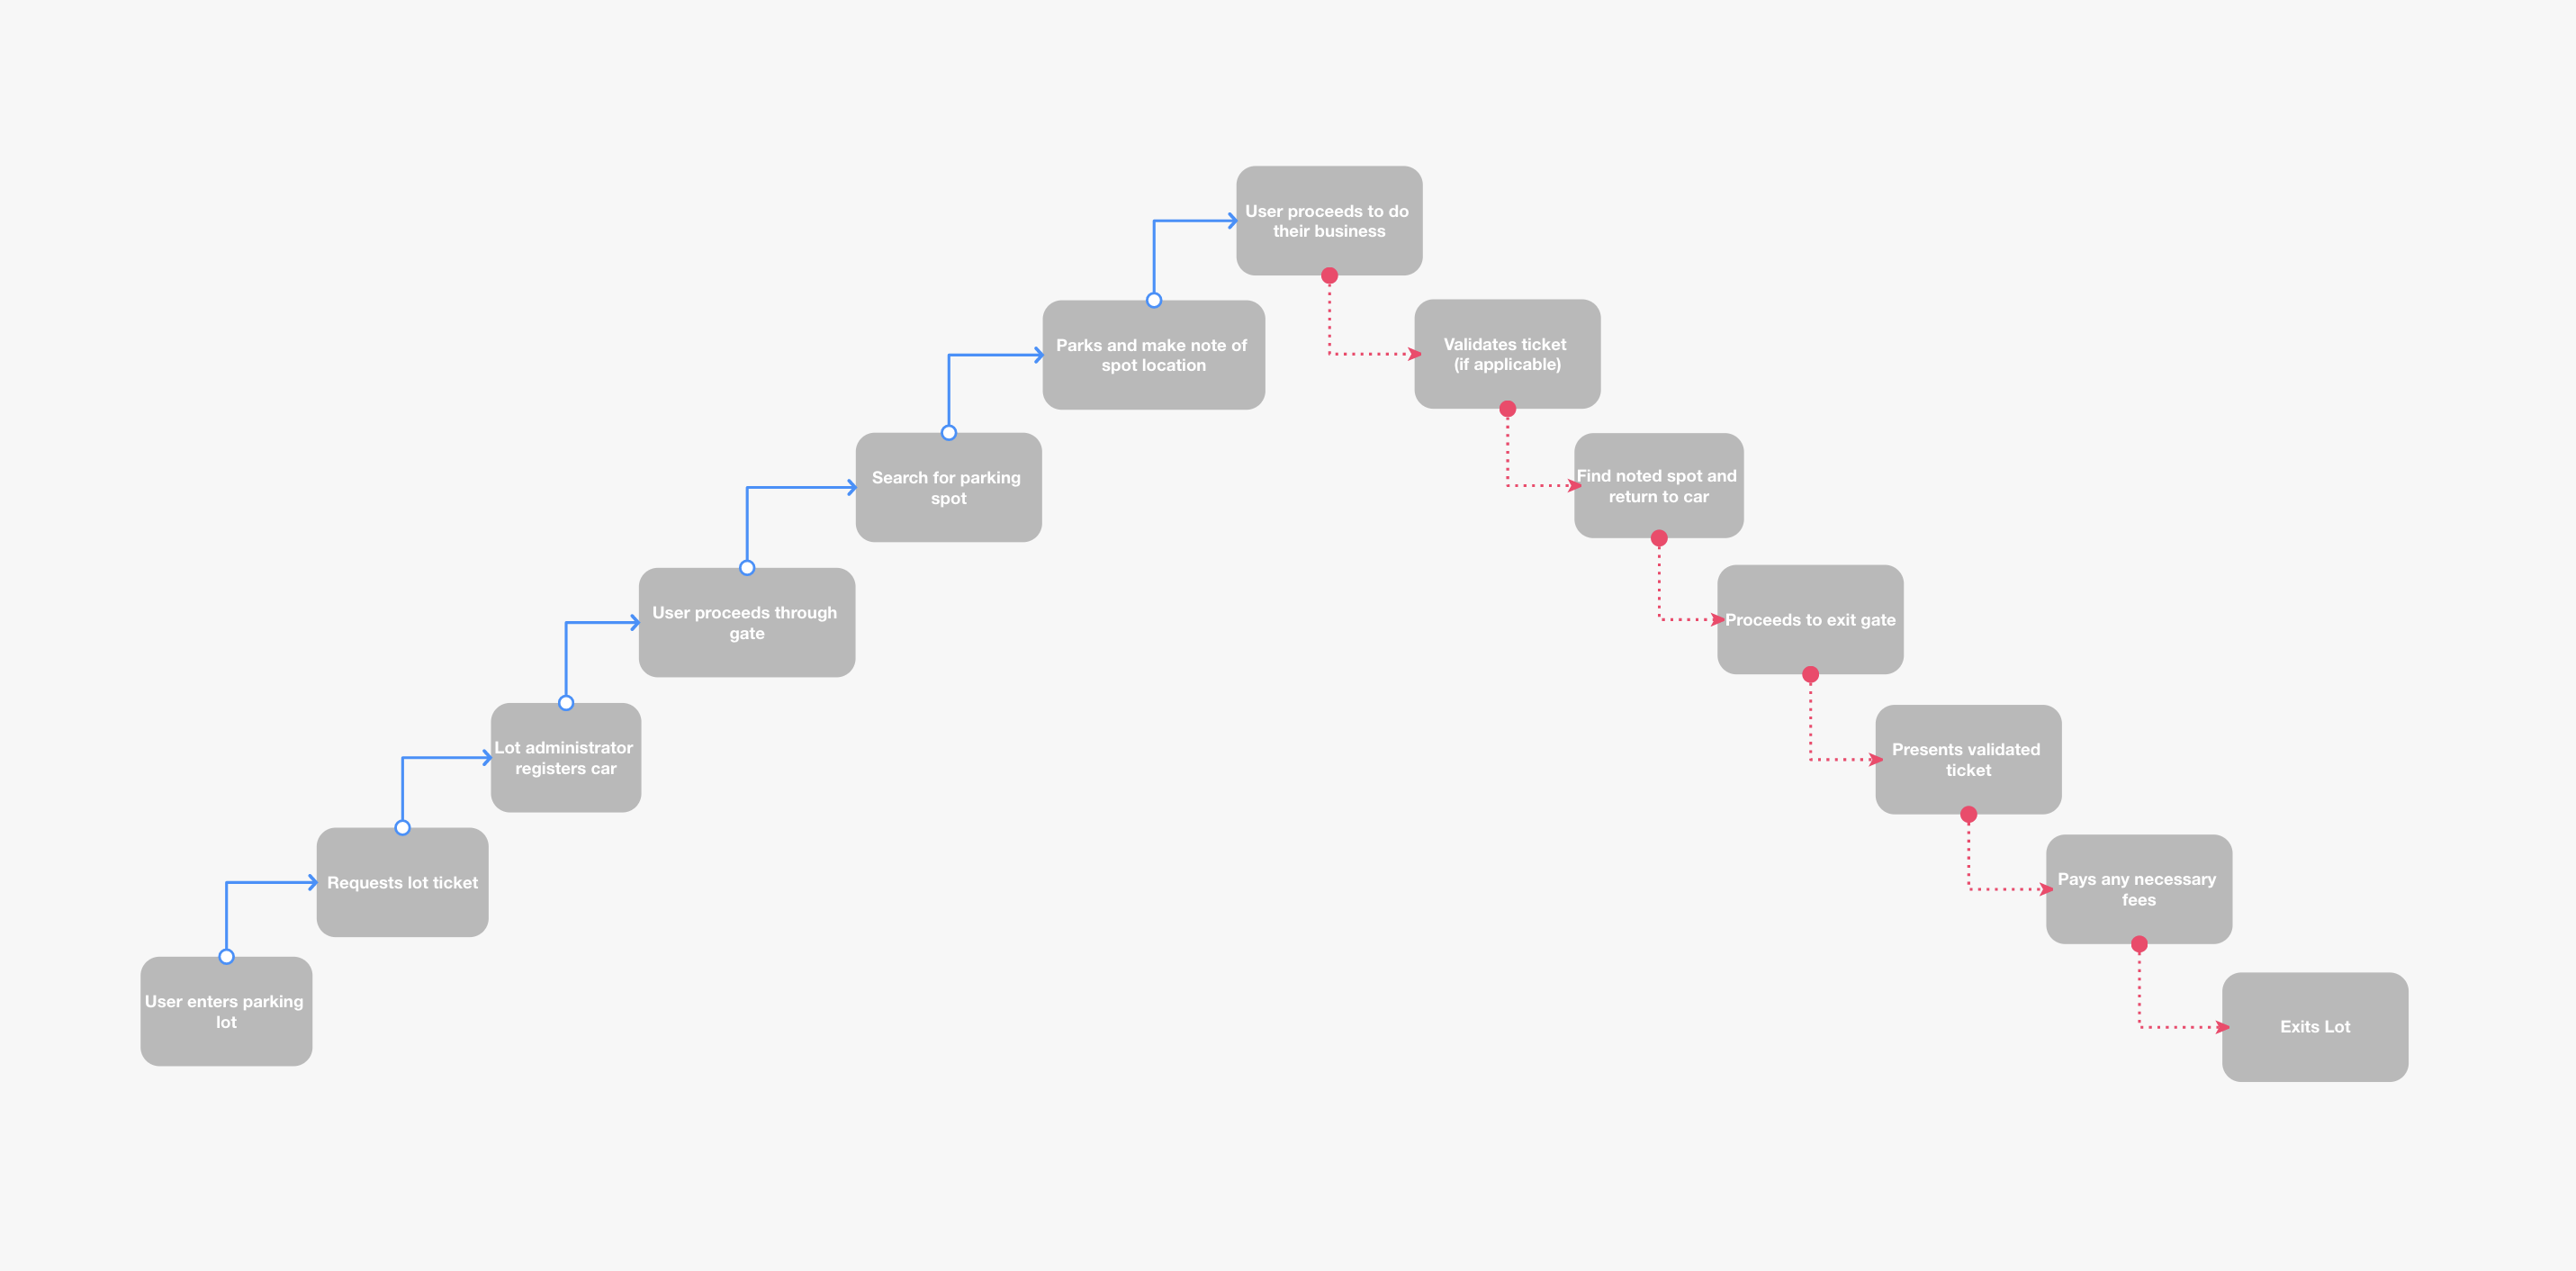 User enters parking
lot
Requests lot ticket
Lot administrator
registers car
User proceeds through
gate
Search for parking
spot
Parks and make note of
spot location
User proceeds to do
their business
Validates ticket
(if applicable)
Find noted spot and
return to car
Proceeds to exit gate
Presents validated
ticket
Pays any necessary
fees
Exits Lot